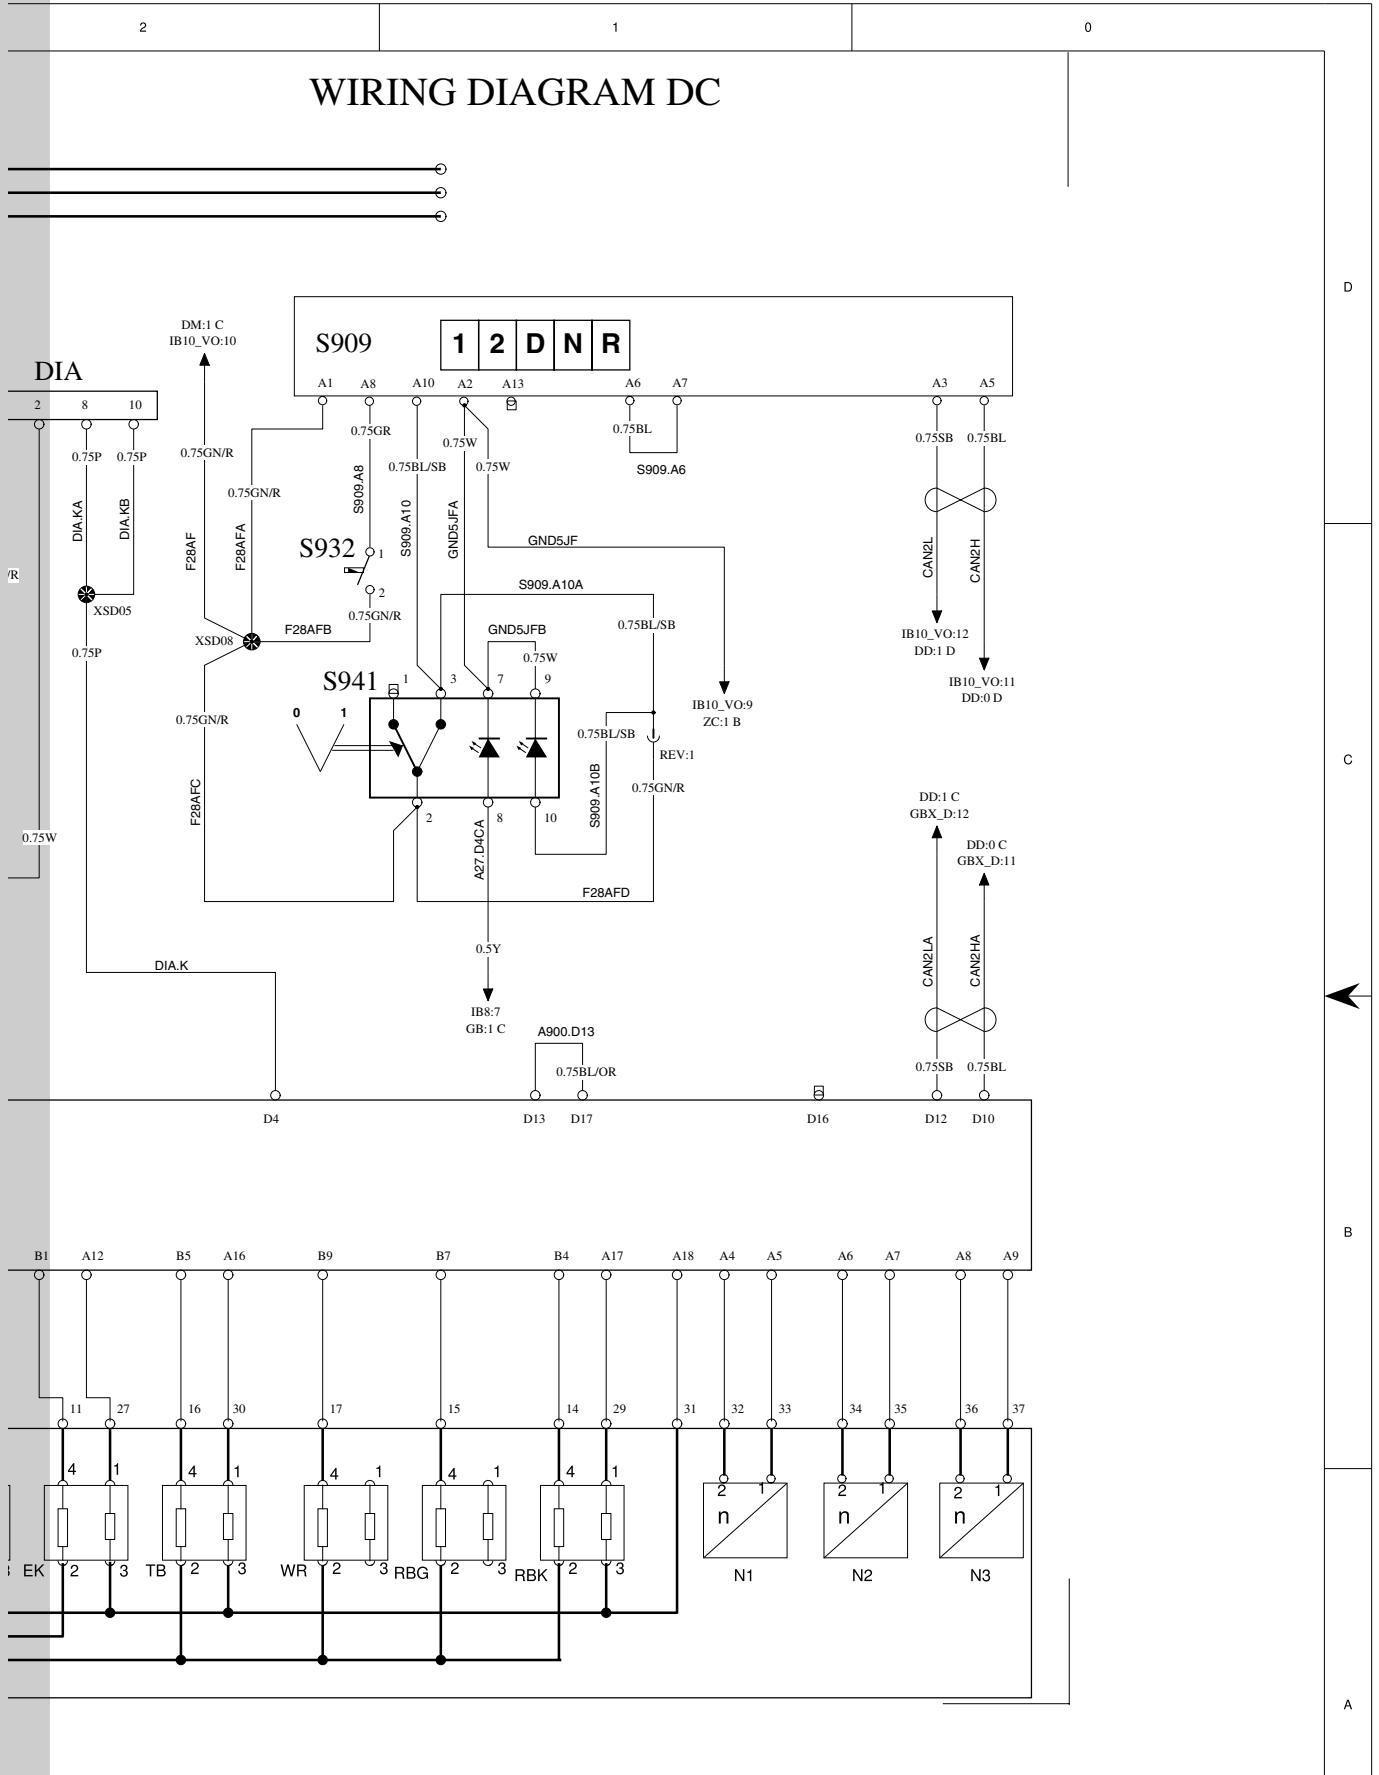 2 1 0
WIRING DIAGRAM DC
D
DM:1 C
IB10_VO:10
S909 1 2 D N R
DIA
A1 A8 A10 A2 A13 A6 A7 A3 A5
2 8 10
0.75GR 0.75BL
0.75W 0.75SB 0.75BL
0.75GN/R
0.75P 0.75P 0.75BL/SB 0.75W
S909.A6
0.75GN/R
S909.A8
DIA.KA DIA.KB S909.A10 GND5JFA
F28AF F28AFA
GND5JF
S932 1
CAN2L CAN2H
/R
S909.A10A
2
XSD05
0.75GN/R
0.75BL/SB
F28AFB GND5JFB
XSD08
IB10_VO:12
DD:1 D
0.75P
0.75W
S941 1 3 7 9
IB10_VO:11
DD:0 D
IB10_VO:9
ZC:1 B
0 1
0.75GN/R
0.75BL/SB
REV:1
C
0.75GN/R
F28AFC
S909.A10B
DD:1 C
GBX_D:12
2 8 10
0.75W
A27.D4CA
DD:0 C
GBX_D:11
F28AFD
0.5Y
CAN2LA CAN2HA
DIA.K
IB8:7
GB:1 C
A900.D13
0.75BL/OR
0.75SB 0.75BL
D4 D13 D17 D16 D12 D10
B
B1 A12 B5 A16 B9 B7 B4 A17 A18 A4 A5 A6 A7 A8 A9
11 27 16 30 17 15 14 29 31 32 33 34 35 36 37
4 1 4 1 4 1 4 1 4 1
2 1 2 1 2 1
n n n
EK 2 3 TB 2 3 WR 2 3 RBG 2 3 RBK 2 3 N1 N2 N3
A